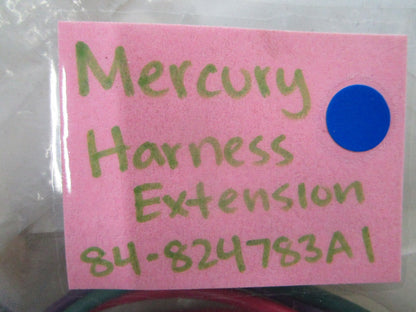 Mercury
Harness
Extension
84-824783A1